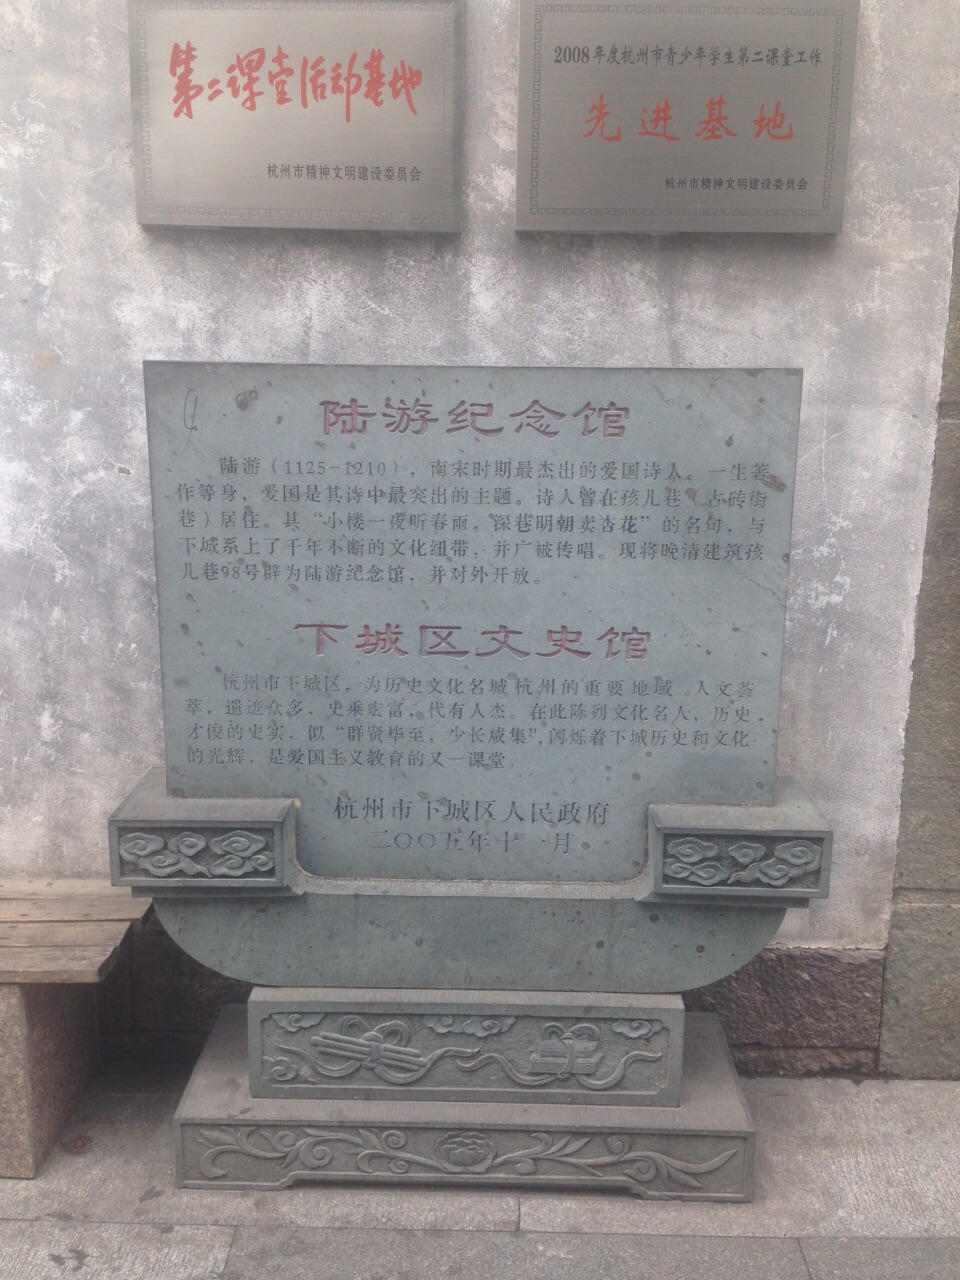 第二课堂活动基地
杭州市精神文明建设委员会
2008年度杭州市青少年学生第二课堂工作
先进基地
杭州市精神文明建设委员会
陆游纪念馆
陆游（1125-1210），南宋时期最杰出的爱国诗人。一生著
作等身，爱国是其诗中最突出的主题。诗人曾在孩儿巷（古砖街
巷）居住。其“小楼一夜听春雨，深巷明朝卖杏花”的名句，与
下城系上了千年不断的文化纽带，并广被传唱。现将晚清建筑孩
儿巷98号辟为陆游纪念馆，并对外开放。
下城区文史馆
杭州市下城区，为历史文化名城杭州的重要地域。人文荟
萃，遗迹众多，史乘宏富，代有人杰。在此陈列文化名人，历史
才俊的史实，似“群贤毕至，少长咸集”，闪烁着下城历史和文化
的光辉，是爱国主义教育的又一课堂。
杭州市下城区人民政府
二〇〇五年十一月